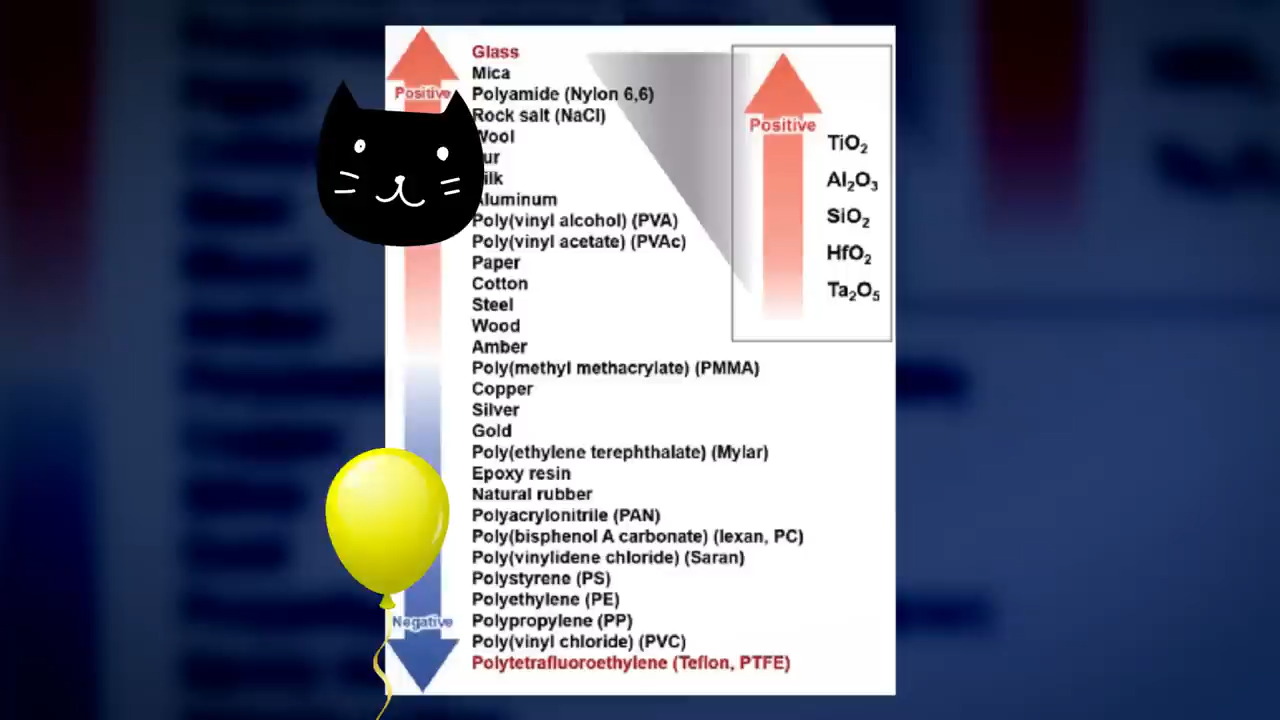 Glass
Mica
Positive
Polyamide (Nylon 6,6)
Rock salt (NaCl)
Wool
ur
ilk
Aluminum
Poly(vinyl alcohol) (PVA)
Poly(vinyl acetate) (PVAc)
Paper
Cotton
Steel
Wood
Amber
Poly(methyl methacrylate) (PMMA)
Copper
Silver
Gold
Poly(ethylene terephthalate) (Mylar)
Epoxy resin
Natural rubber
Polyacrylonitrile (PAN)
Poly(bisphenol A carbonate) (lexan, PC)
Poly(vinylidene chloride) (Saran)
Polystyrene (PS)
Polyethylene (PE)
Negative
Polypropylene (PP)
Poly(vinyl chloride) (PVC)
Polytetrafluoroethylene (Teflon, PTFE)
Positive
TiO₂
Al₂O₃
SiO₂
HfO₂
Ta₂O₅